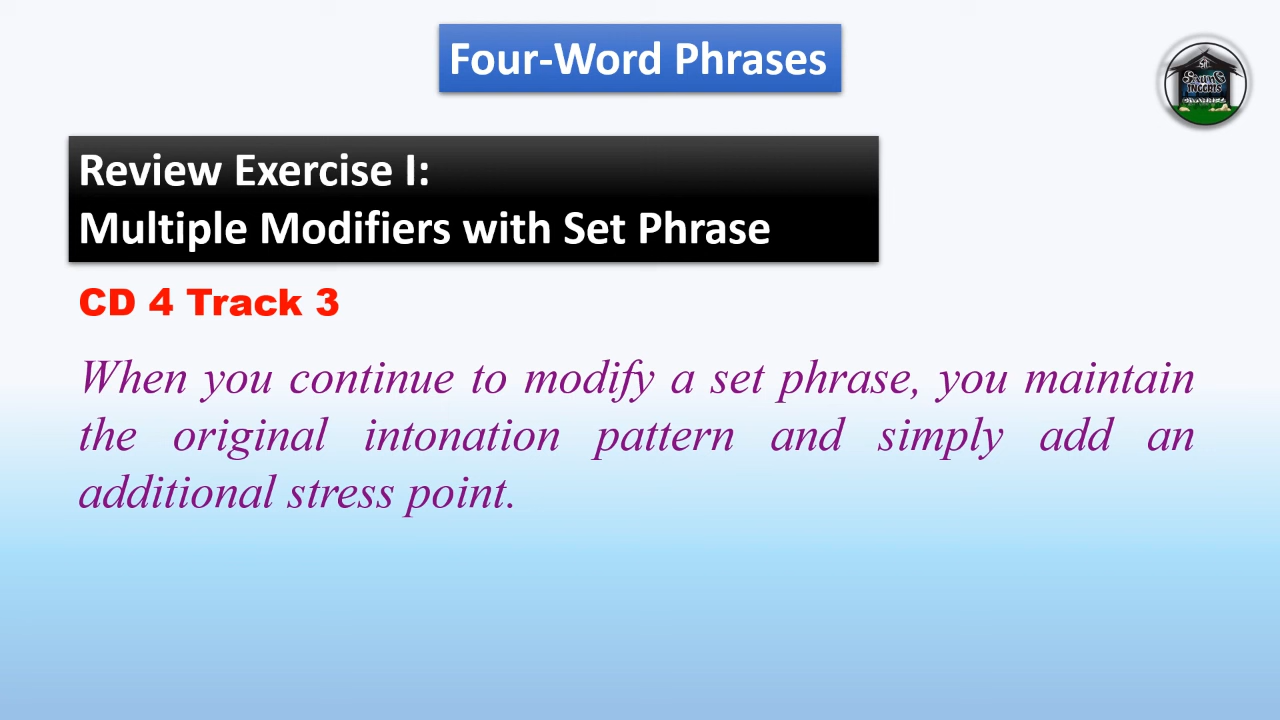 Four-Word Phrases
Review Exercise I:
Multiple Modifiers with Set Phrase
CD 4 Track 3
When you continue to modify a set phrase, you maintain
the original intonation pattern and simply add an
additional stress point.